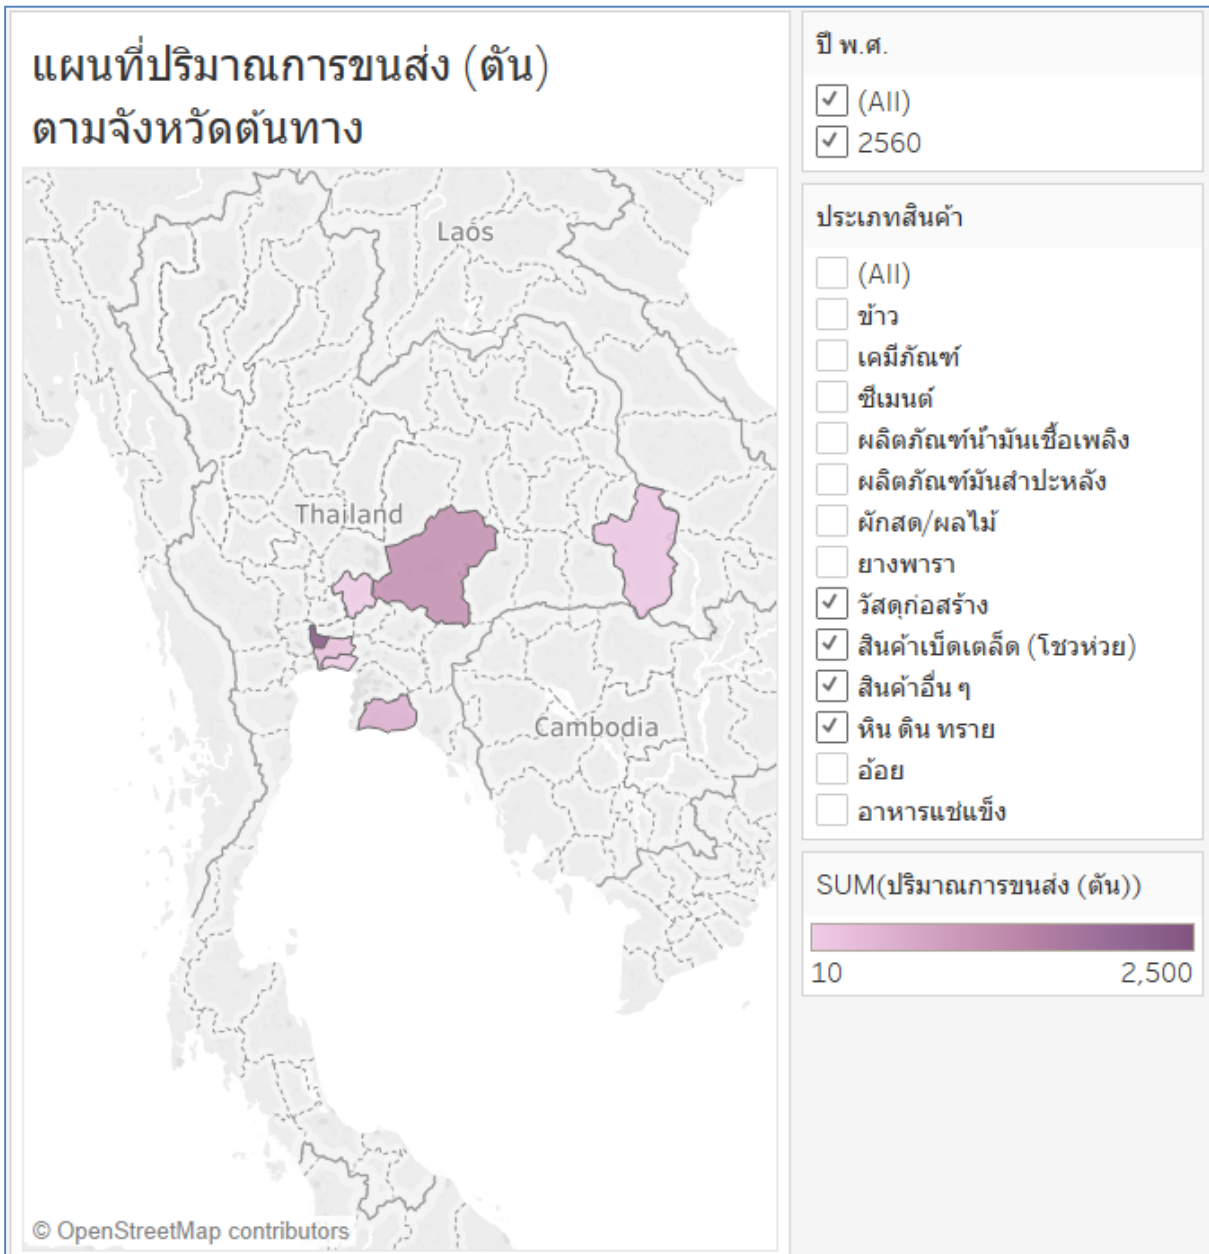 แผนที่ปริมาณการขนส่ง (ตัน)
ตามจังหวัดต้นทาง
Laos
Thailand
Cambodia
© OpenStreetMap contributors
ปี พ.ศ.
(All)
2560
ประเภทสินค้า
(All)
ข้าว
เคมีภัณฑ์
ซีเมนต์
ผลิตภัณฑ์น้ำมันเชื้อเพลิง
ผลิตภัณฑ์มันสำปะหลัง
ผักสด/ผลไม้
ยางพารา
วัสดุก่อสร้าง
สินค้าเบ็ดเตล็ด (โชวห่วย)
สินค้าอื่น ๆ
หิน ดิน ทราย
อ้อย
อาหารแช่แข็ง
SUM(ปริมาณการขนส่ง (ตัน))
10 2,500